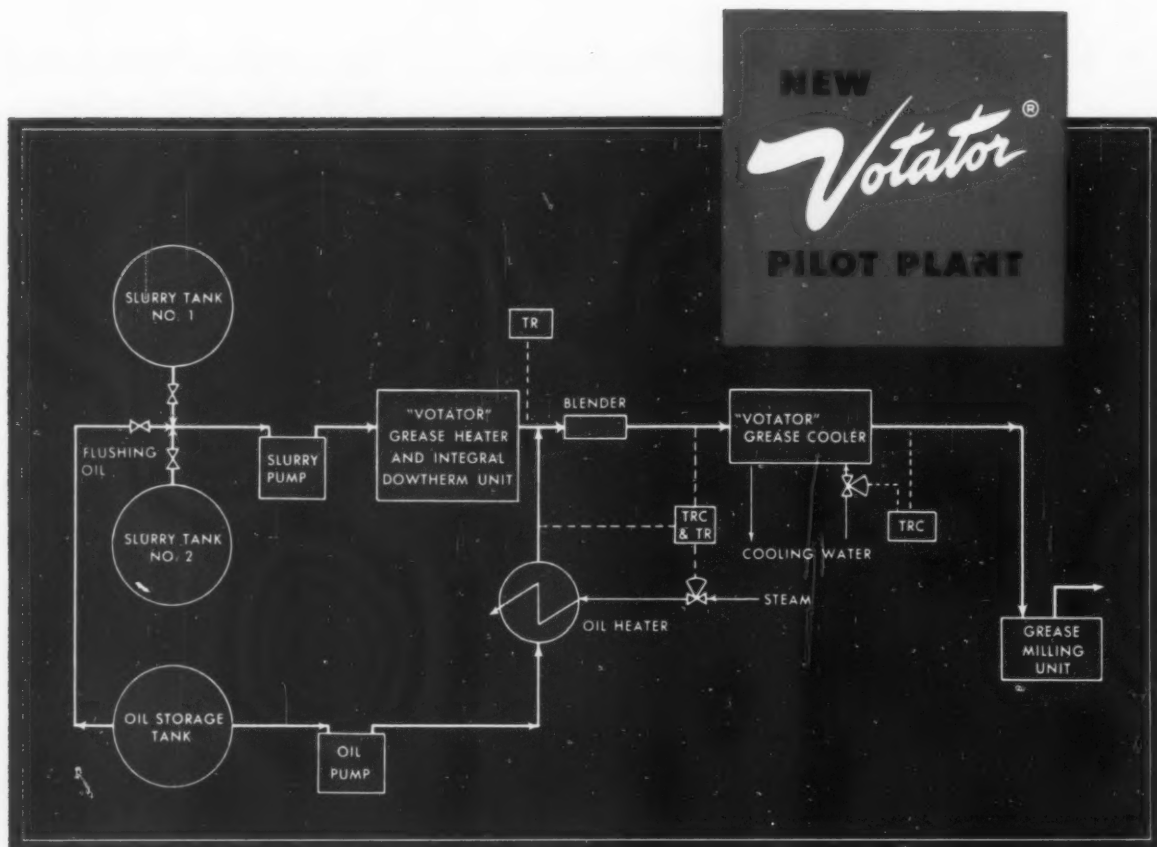 NEW
Votator®
PILOT PLANT
SLURRY TANK
NO. 1
TR
"VOTATOR"
GREASE HEATER
AND INTEGRAL
DOWTHERM UNIT
BLENDER
"VOTATOR"
GREASE COOLER
FLUSHING
OIL
SLURRY
PUMP
SLURRY TANK
NO. 2
TRC
& TR
TRC
COOLING WATER
STEAM
OIL HEATER
GREASE
MILLING
UNIT
OIL STORAGE
TANK
OIL
PUMP